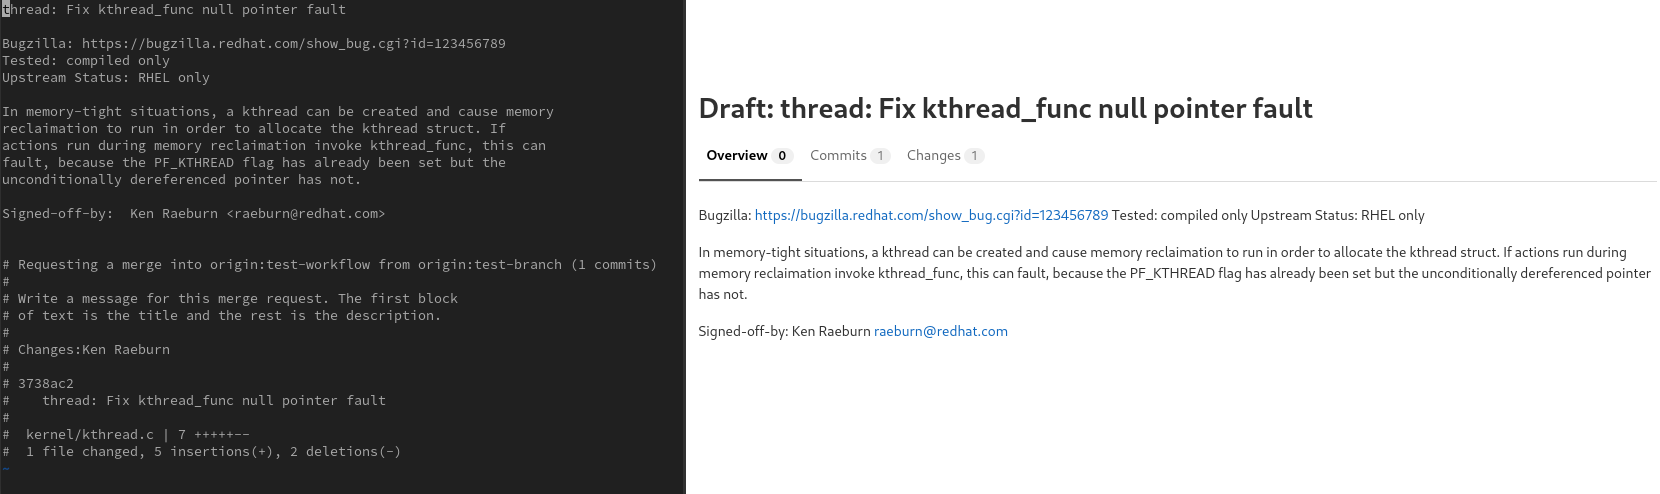 thread: Fix kthread_func null pointer fault
Bugzilla: https://bugzilla.redhat.com/show_bug.cgi?id=123456789
Tested: compiled only
Upstream Status: RHEL only
In memory-tight situations, a kthread can be created and cause memory
reclaimation to run in order to allocate the kthread struct. If
actions run during memory reclaimation invoke kthread_func, this can
fault, because the PF_KTHREAD flag has already been set but the
unconditionally dereferenced pointer has not.
Signed-off-by:  Ken Raeburn <raeburn@redhat.com>
# Requesting a merge into origin:test-workflow from origin:test-branch (1 commits)
#
# Write a message for this merge request. The first block
# of text is the title and the rest is the description.
#
# Changes:Ken Raeburn
#
# 3738ac2
#    thread: Fix kthread_func null pointer fault
#
#  kernel/kthread.c | 7 +++++--
#  1 file changed, 5 insertions(+), 2 deletions(-)
~
Draft: thread: Fix kthread_func null pointer fault
Overview 0 Commits 1 Changes 1
Bugzilla: https://bugzilla.redhat.com/show_bug.cgi?id=123456789 Tested: compiled only Upstream Status: RHEL only
In memory-tight situations, a kthread can be created and cause memory reclaimation to run in order to allocate the kthread struct. If actions run during
memory reclaimation invoke kthread_func, this can fault, because the PF_KTHREAD flag has already been set but the unconditionally dereferenced pointer
has not.
Signed-off-by: Ken Raeburn raeburn@redhat.com